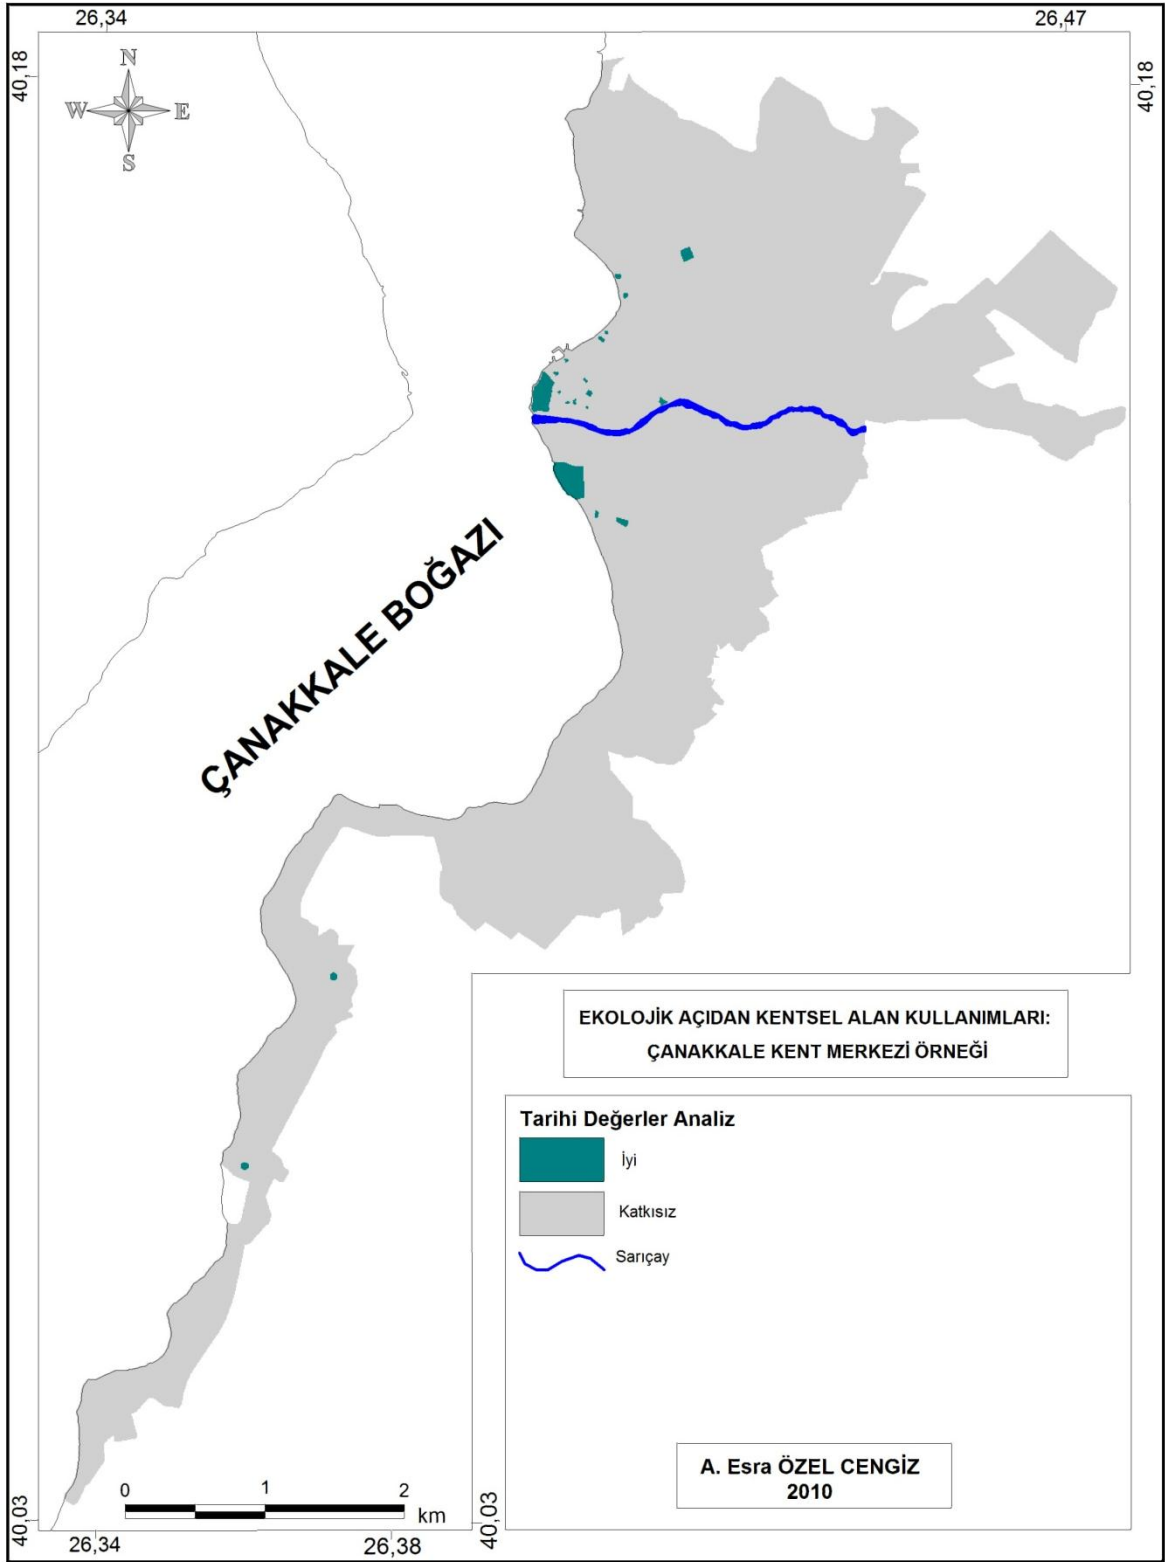 26,34
26,47
40,18
40,18
N
W
E
S
ÇANAKKALE BOĞAZI
EKOLOJİK AÇIDAN KENTSEL ALAN KULLANIMLARI:
ÇANAKKALE KENT MERKEZİ ÖRNEĞİ
Tarihi Değerler Analiz
İyi
Katkısız
Sarıçay
A. Esra ÖZEL CENGİZ
2010
0
1
2
km
40,03
40,03
26,34
26,38